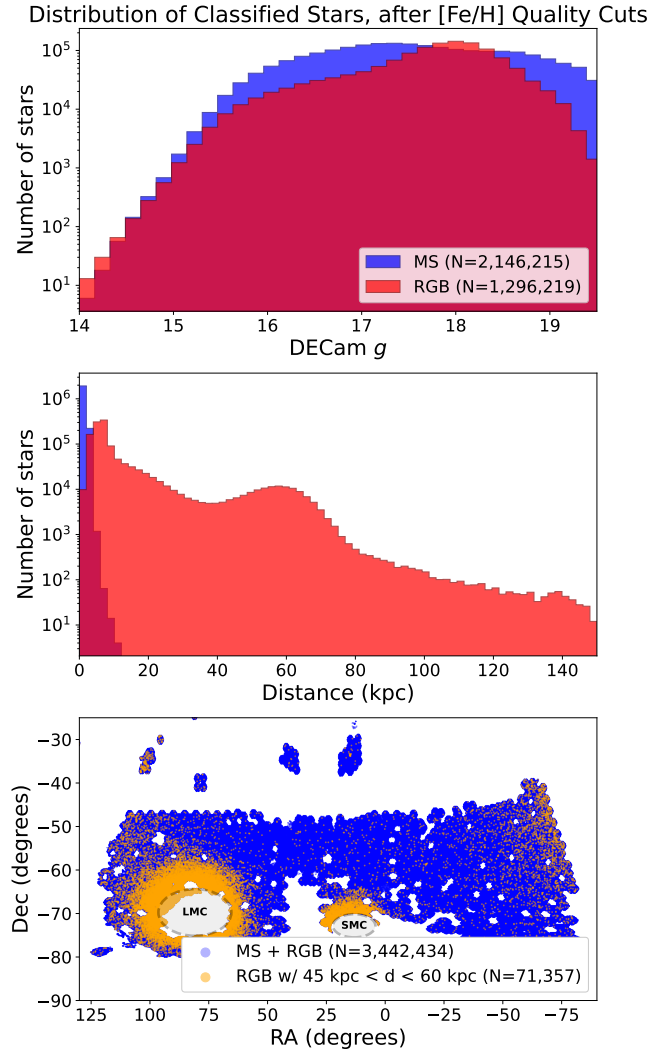 Distribution of Classified Stars, after [Fe/H] Quality Cuts
10⁵
10⁴
10³
10²
10¹
Number of stars
MS (N=2,146,215)
RGB (N=1,296,219)
14 15 16 17 18 19
DECam g
10⁶
10⁵
10⁴
10³
10²
10¹
Number of stars
0 20 40 60 80 100 120 140
Distance (kpc)
−30
−40
−50
−60
−70
−80
−90
Dec (degrees)
LMC
SMC
MS + RGB (N=3,442,434)
RGB w/ 45 kpc < d < 60 kpc (N=71,357)
125 100 75 50 25 0 −25 −50 −75
RA (degrees)